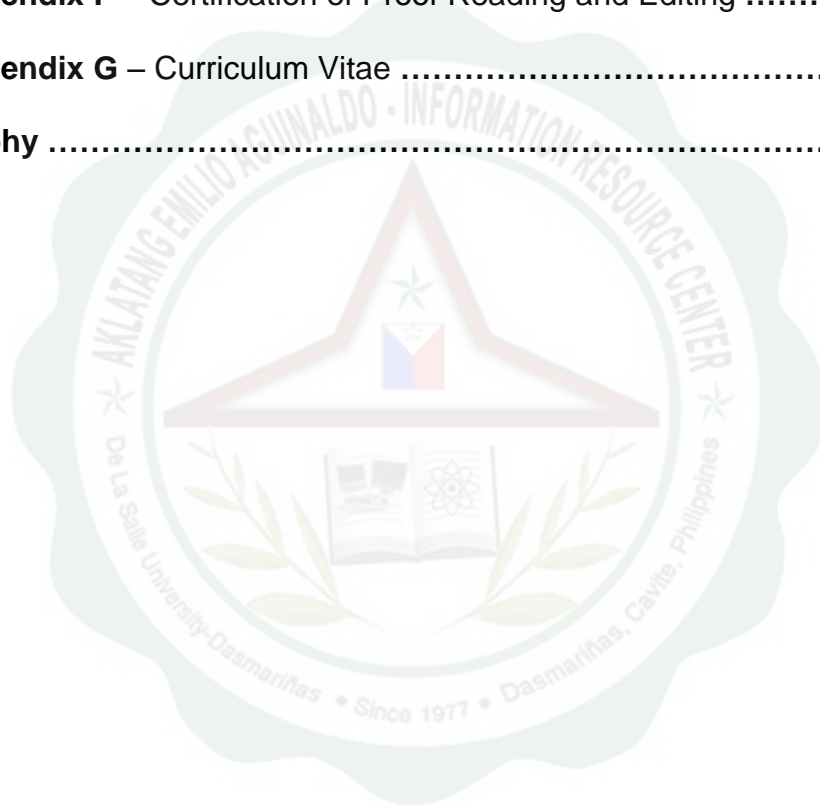 endix F – Certification of Proof Reading and Editing ........
endix G – Curriculum Vitae ........................................
hy ..........................................................................
AKLATANG EMILIO AGUINALDO - INFORMATION RESOURCE CENTER
De La Salle University-Dasmariñas • Since 1977 • Dasmariñas, Cavite, Philippines